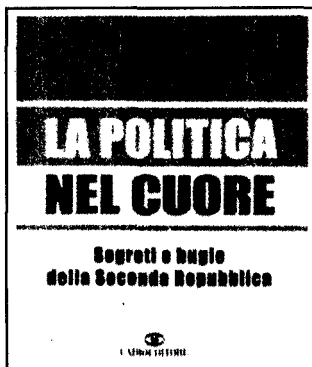 LA POLITICA
NEL CUORE
Segreti e bugie
della Seconda Repubblica